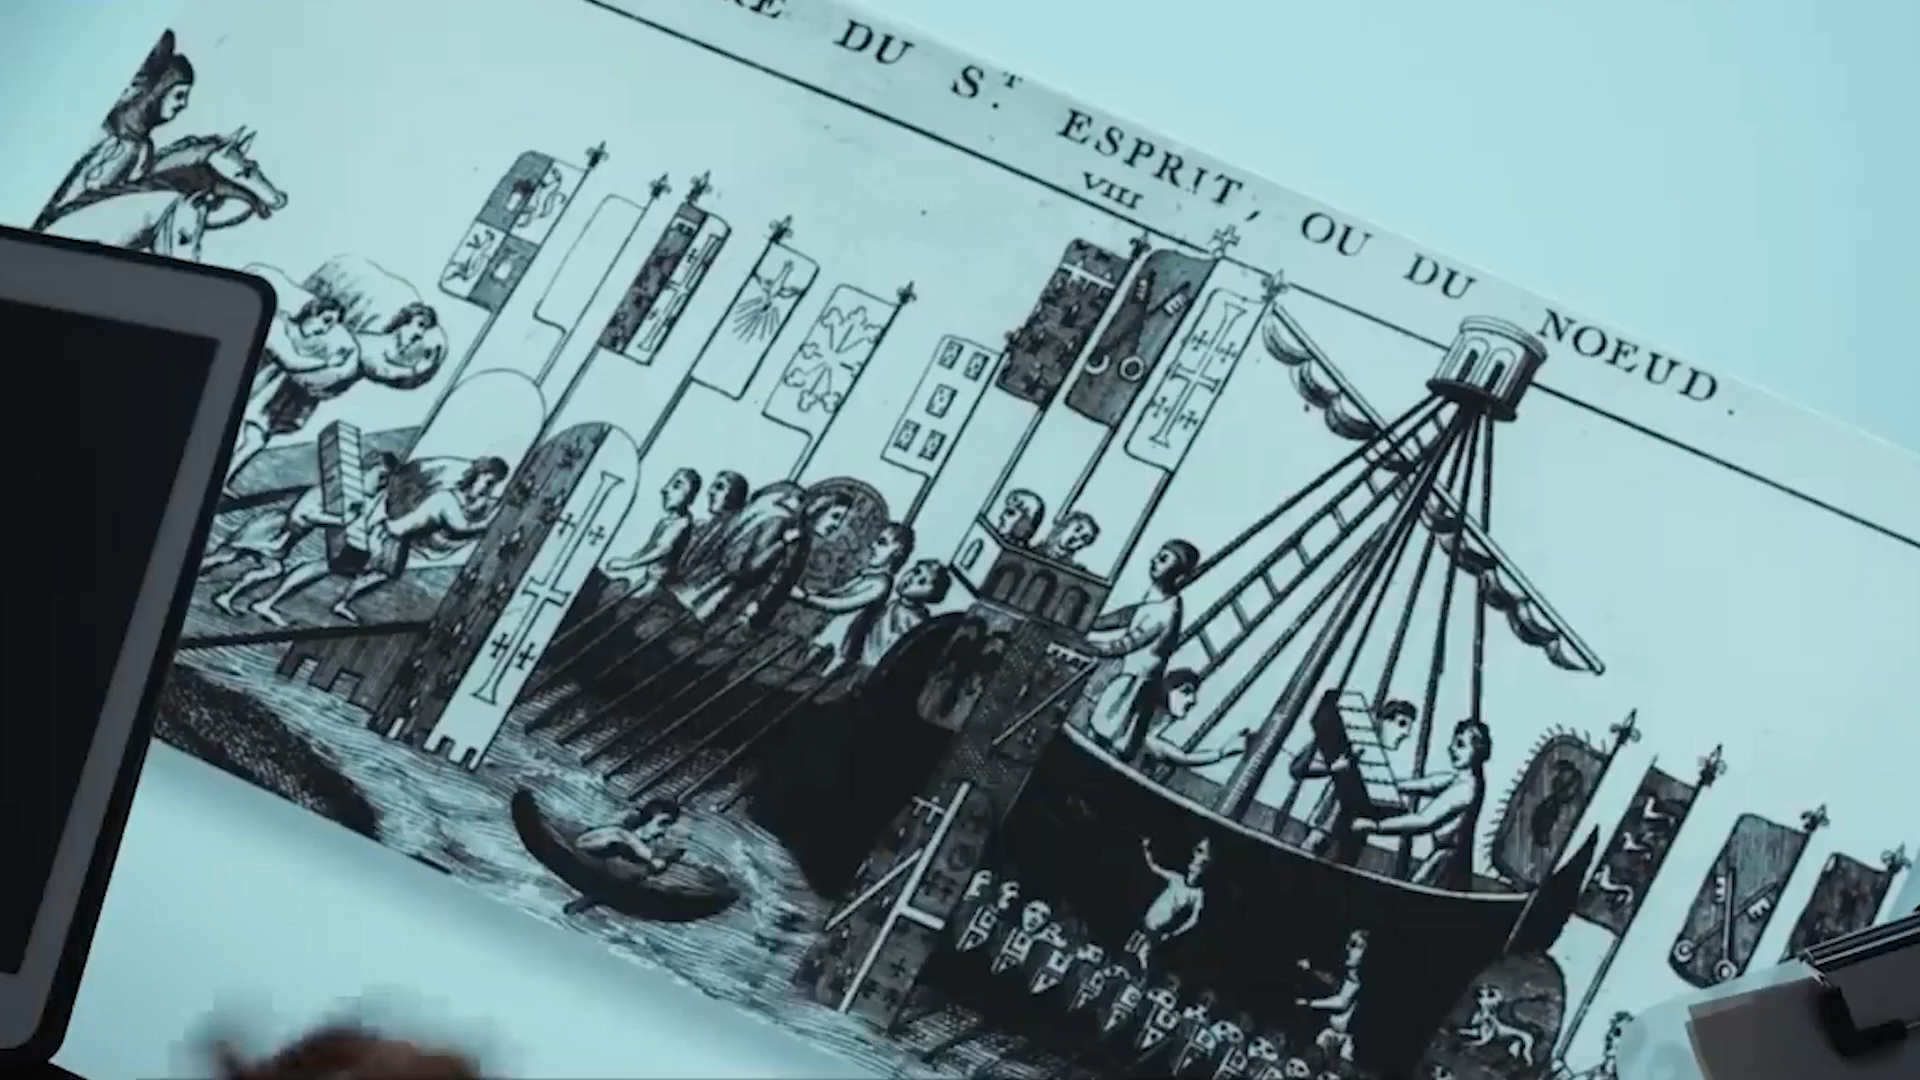 DU S.T ESPRIT, OU DU NOEUD.
VIII